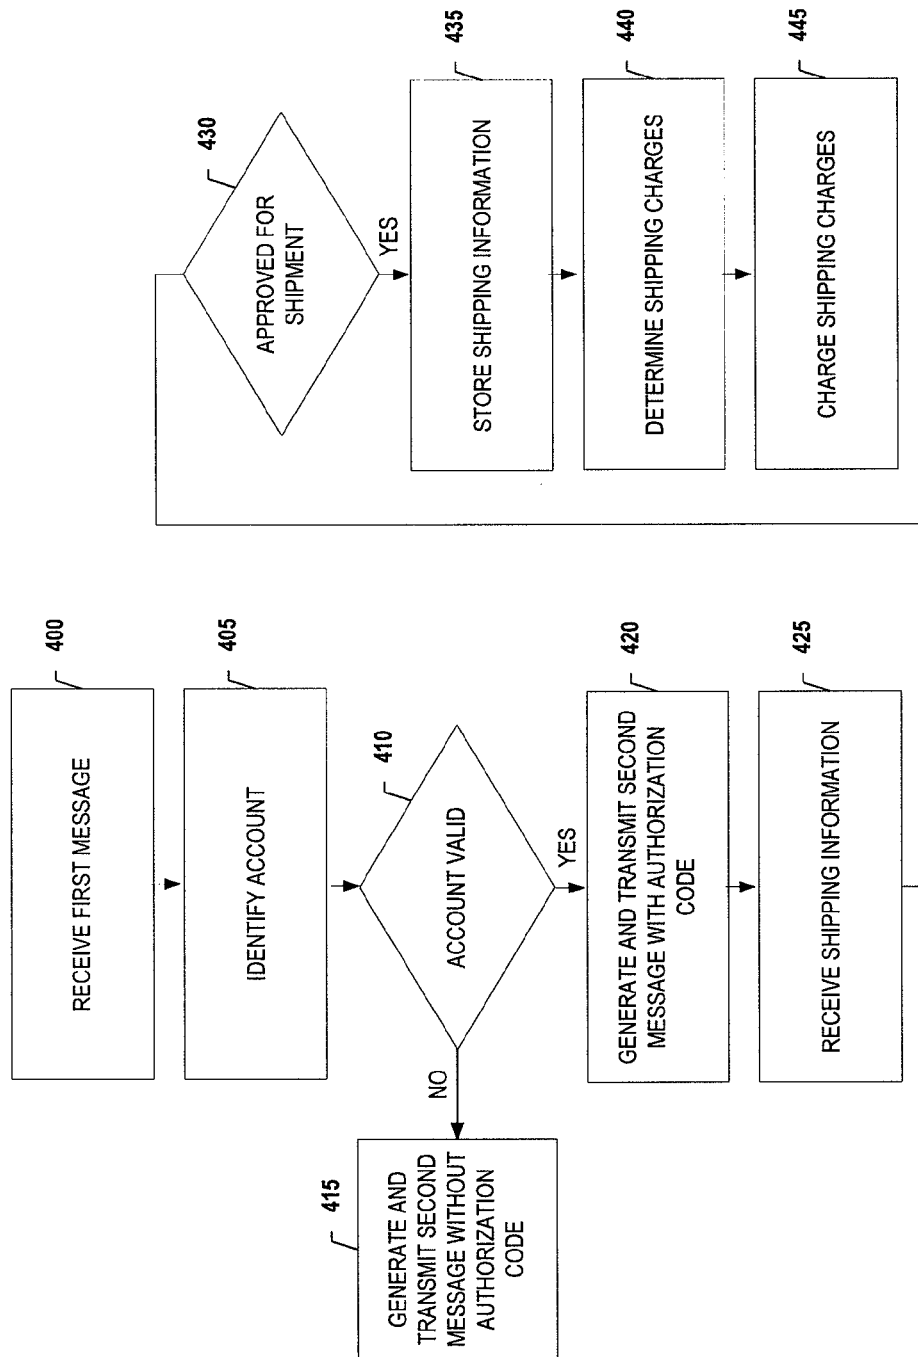 400
RECEIVE FIRST MESSAGE
405
IDENTIFY ACCOUNT
410
ACCOUNT VALID
NO
YES
415
GENERATE AND
TRANSMIT SECOND
MESSAGE WITHOUT
AUTHORIZATION
CODE
420
GENERATE AND TRANSMIT SECOND
MESSAGE WITH AUTHORIZATION
CODE
425
RECEIVE SHIPPING INFORMATION
430
APPROVED FOR
SHIPMENT
YES
435
STORE SHIPPING INFORMATION
440
DETERMINE SHIPPING CHARGES
445
CHARGE SHIPPING CHARGES